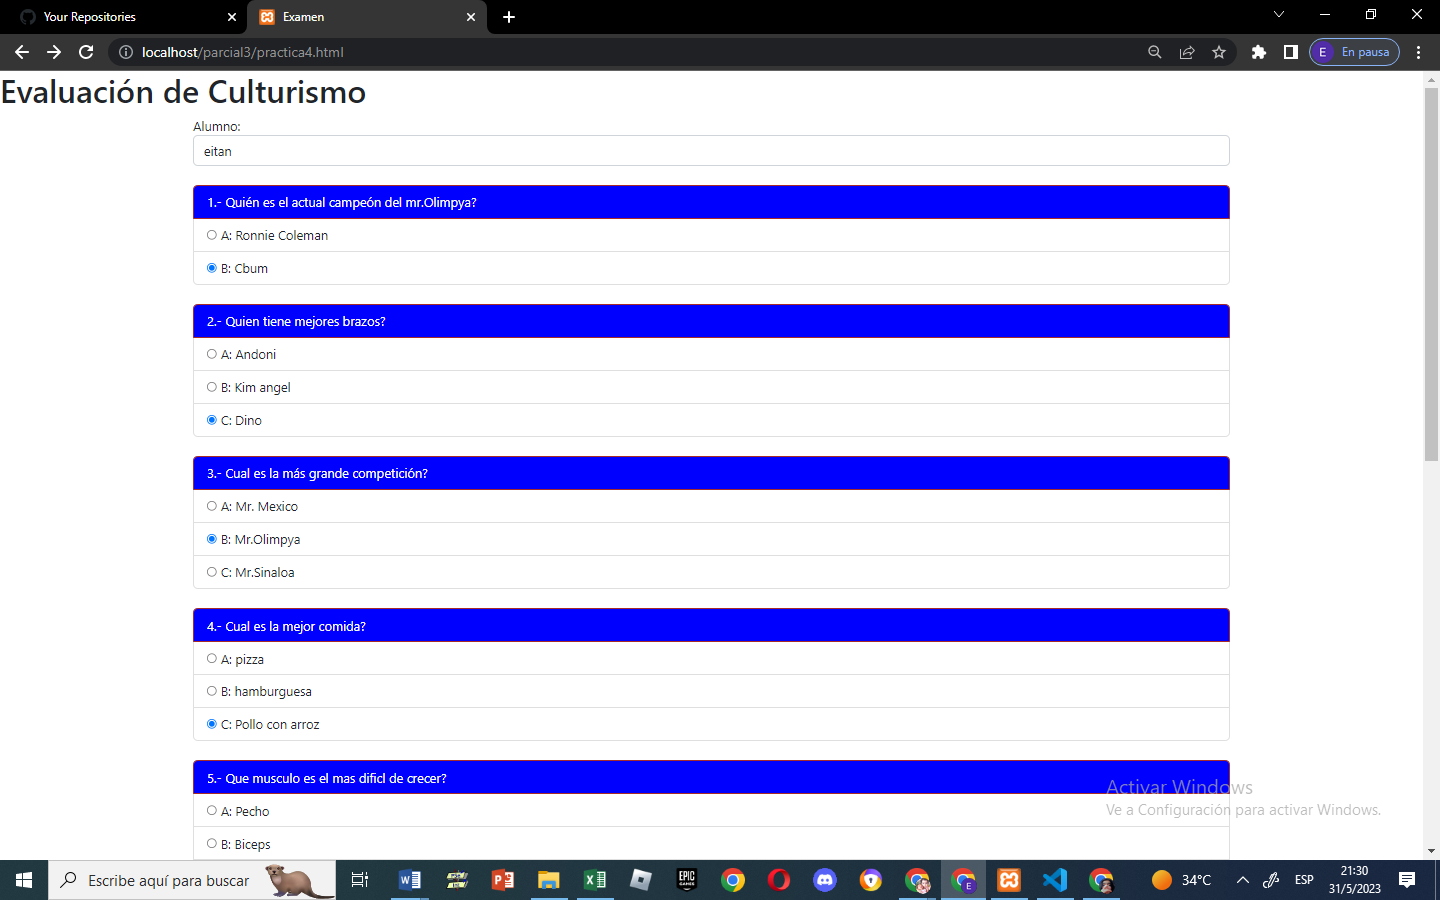 Your Repositories
Examen
localhost/parcial3/practica4.html
E En pausa
Evaluación de Culturismo
Alumno:
eitan
1.- Quién es el actual campeón del mr.Olimpya?
A: Ronnie Coleman
B: Cbum
2.- Quien tiene mejores brazos?
A: Andoni
B: Kim angel
C: Dino
3.- Cual es la más grande competición?
A: Mr. Mexico
B: Mr.Olimpya
C: Mr.Sinaloa
4.- Cual es la mejor comida?
A: pizza
B: hamburguesa
C: Pollo con arroz
5.- Que musculo es el mas dificl de crecer?
A: Pecho
B: Biceps
Activar Windows
Ve a Configuración para activar Windows.
Escribe aquí para buscar
EPIC
GAMES
E
34°C
ESP
21:30
31/5/2023